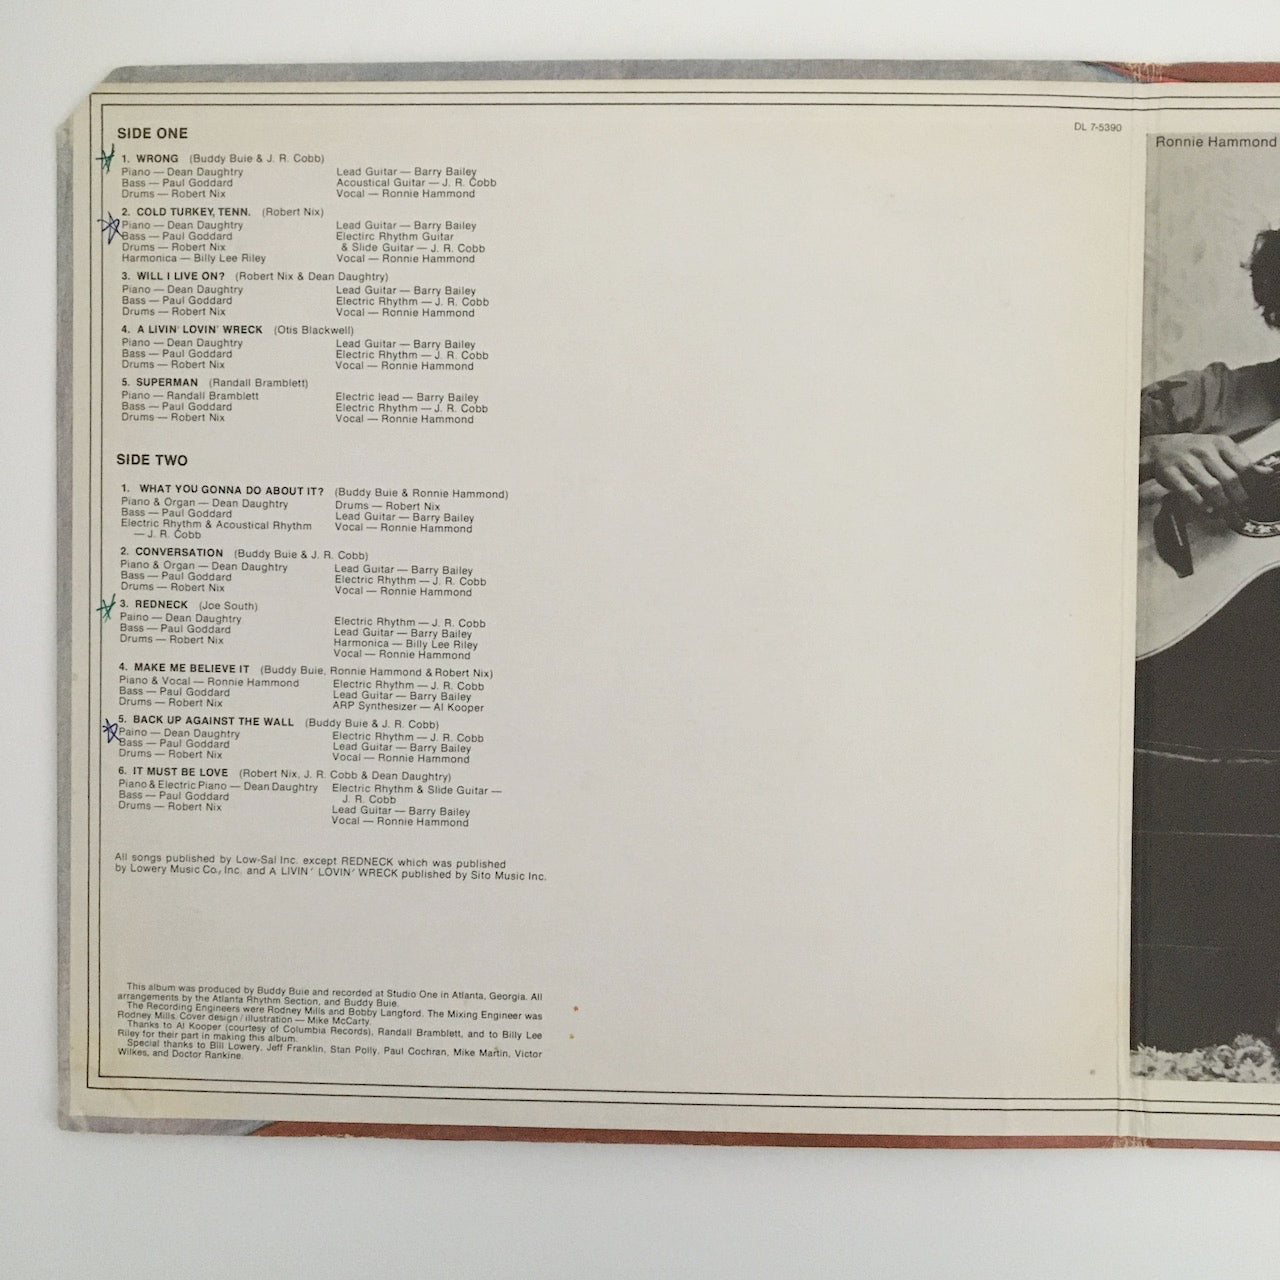 DL 7-5390
Ronnie Hammond
SIDE ONE
1. WRONG (Buddy Buie & J. R. Cobb)
Piano — Dean Daughtry
Bass — Paul Goddard
Drums — Robert Nix
Lead Guitar — Barry Bailey
Acoustical Guitar — J. R. Cobb
Vocal — Ronnie Hammond
2. COLD TURKEY, TENN. (Robert Nix)
Piano — Dean Daughtry
Bass — Paul Goddard
Drums — Robert Nix
Harmonica — Billy Lee Riley
Lead Guitar — Barry Bailey
Electirc Rhythm Guitar
& Slide Guitar — J. R. Cobb
Vocal — Ronnie Hammond
3. WILL I LIVE ON? (Robert Nix & Dean Daughtry)
Piano — Dean Daughtry
Bass — Paul Goddard
Drums — Robert Nix
Lead Guitar — Barry Bailey
Electric Rhythm — J. R. Cobb
Vocal — Ronnie Hammond
4. A LIVIN' LOVIN' WRECK (Otis Blackwell)
Piano — Dean Daughtry
Bass — Paul Goddard
Drums — Robert Nix
Lead Guitar — Barry Bailey
Electric Rhythm — J. R. Cobb
Vocal — Ronnie Hammond
5. SUPERMAN (Randall Bramblett)
Piano — Randall Bramblett
Bass — Paul Goddard
Drums — Robert Nix
Electric lead — Barry Bailey
Electric Rhythm — J. R. Cobb
Vocal — Ronnie Hammond
SIDE TWO
1. WHAT YOU GONNA DO ABOUT IT? (Buddy Buie & Ronnie Hammond)
Piano & Organ — Dean Daughtry
Bass — Paul Goddard
Electric Rhythm & Acoustical Rhythm
— J. R. Cobb
Drums — Robert Nix
Lead Guitar — Barry Bailey
Vocal — Ronnie Hammond
2. CONVERSATION (Buddy Buie & J. R. Cobb)
Piano & Organ — Dean Daughtry
Bass — Paul Goddard
Drums — Robert Nix
Lead Guitar — Barry Bailey
Electric Rhythm — J. R. Cobb
Vocal — Ronnie Hammond
3. REDNECK (Joe South)
Paino — Dean Daughtry
Bass — Paul Goddard
Drums — Robert Nix
Electric Rhythm — J. R. Cobb
Lead Guitar — Barry Bailey
Harmonica — Billy Lee Riley
Vocal — Ronnie Hammond
4. MAKE ME BELIEVE IT (Buddy Buie, Ronnie Hammond & Robert Nix)
Piano & Vocal — Ronnie Hammond
Bass — Paul Goddard
Drums — Robert Nix
Electric Rhythm — J. R. Cobb
Lead Guitar — Barry Bailey
ARP Synthesizer — Al Kooper
5. BACK UP AGAINST THE WALL (Buddy Buie & J. R. Cobb)
Paino — Dean Daughtry
Bass — Paul Goddard
Drums — Robert Nix
Electric Rhythm — J. R. Cobb
Lead Guitar — Barry Bailey
Vocal — Ronnie Hammond
6. IT MUST BE LOVE (Robert Nix, J. R. Cobb & Dean Daughtry)
Piano & Electric Piano — Dean Daughtry
Bass — Paul Goddard
Drums — Robert Nix
Electric Rhythm & Slide Guitar —
J. R. Cobb
Lead Guitar — Barry Bailey
Vocal — Ronnie Hammond
All songs published by Low-Sal Inc. except REDNECK which was published
by Lowery Music Co., Inc. and A LIVIN' LOVIN' WRECK published by Sito Music Inc.
This album was produced by Buddy Buie and recorded at Studio One in Atlanta, Georgia. All
arrangements by the Atlanta Rhythm Section, and Buddy Buie.
The Recording Engineers were Rodney Mills and Bobby Langford. The Mixing Engineer was
Rodney Mills. Cover design / illustration — Mike McCarty.
Thanks to Al Kooper (courtesy of Columbia Records), Randall Bramblett, and to Billy Lee
Riley for their part in making this album.
Special thanks to Bill Lowery, Jeff Franklin, Stan Polly, Paul Cochran, Mike Martin, Victor
Wilkes, and Doctor Rankine.